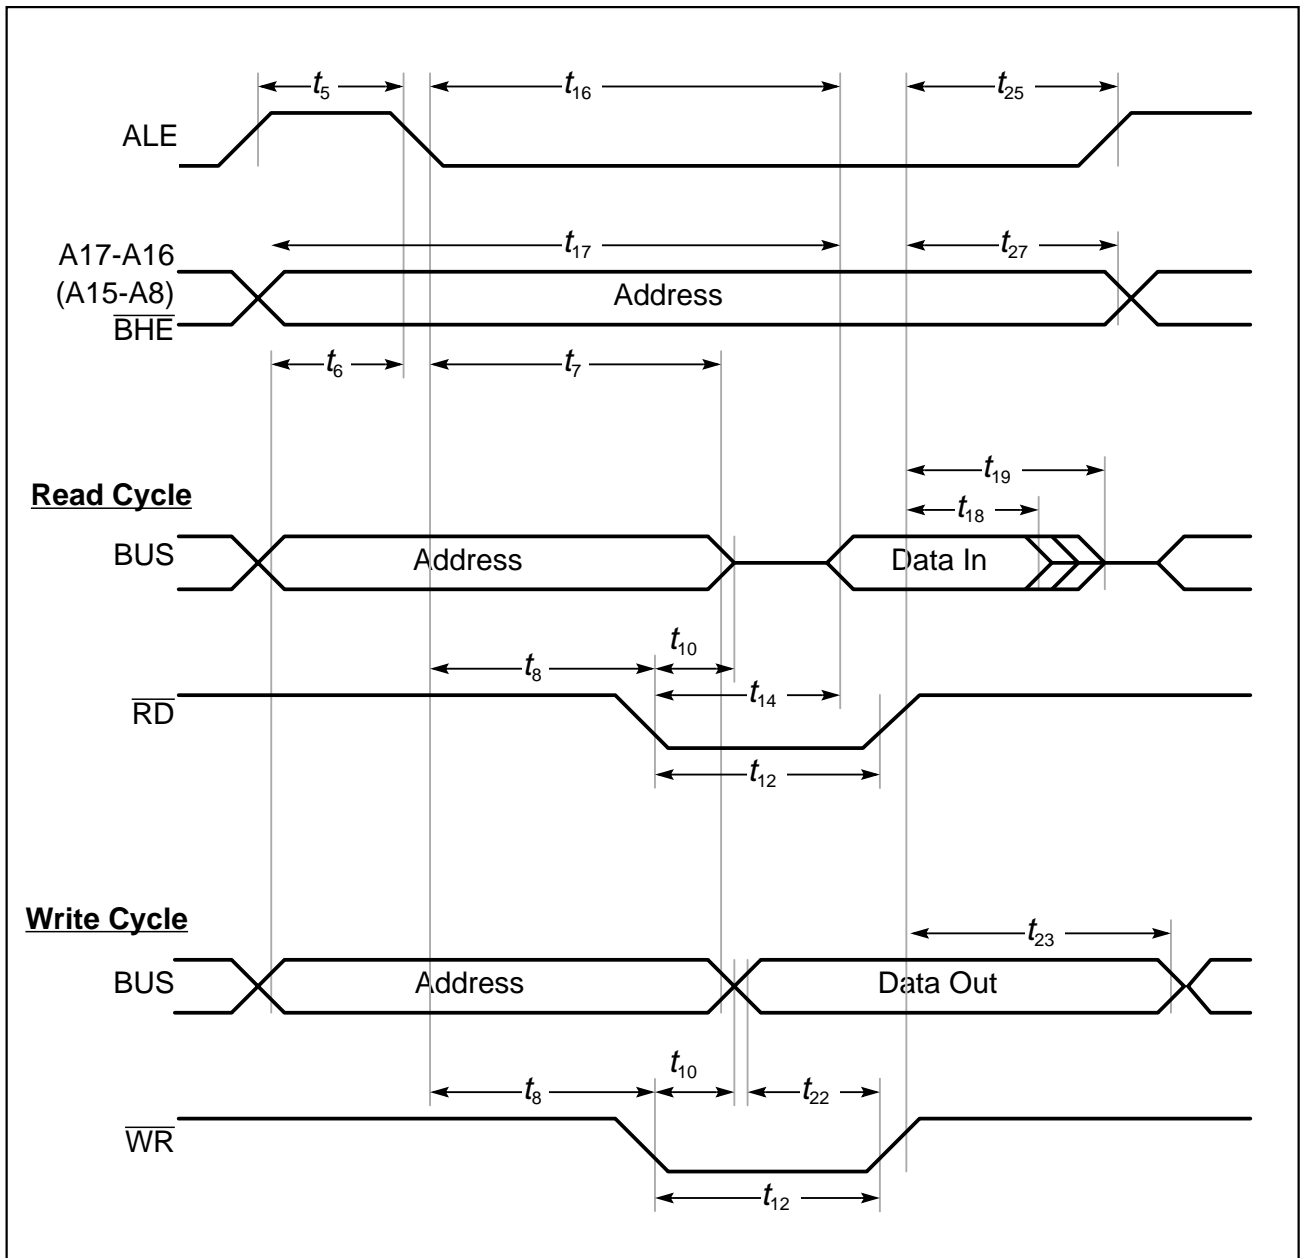 t5 t16 t25
ALE
A17-A16
(A15-A8)
BHE
t17 t27
Address
t6 t7
t19
Read Cycle
t18
BUS Address Data In
t10
t8
t14
RD
t12
Write Cycle
t23
BUS Address Data Out
t10
t8 t22
WR
t12